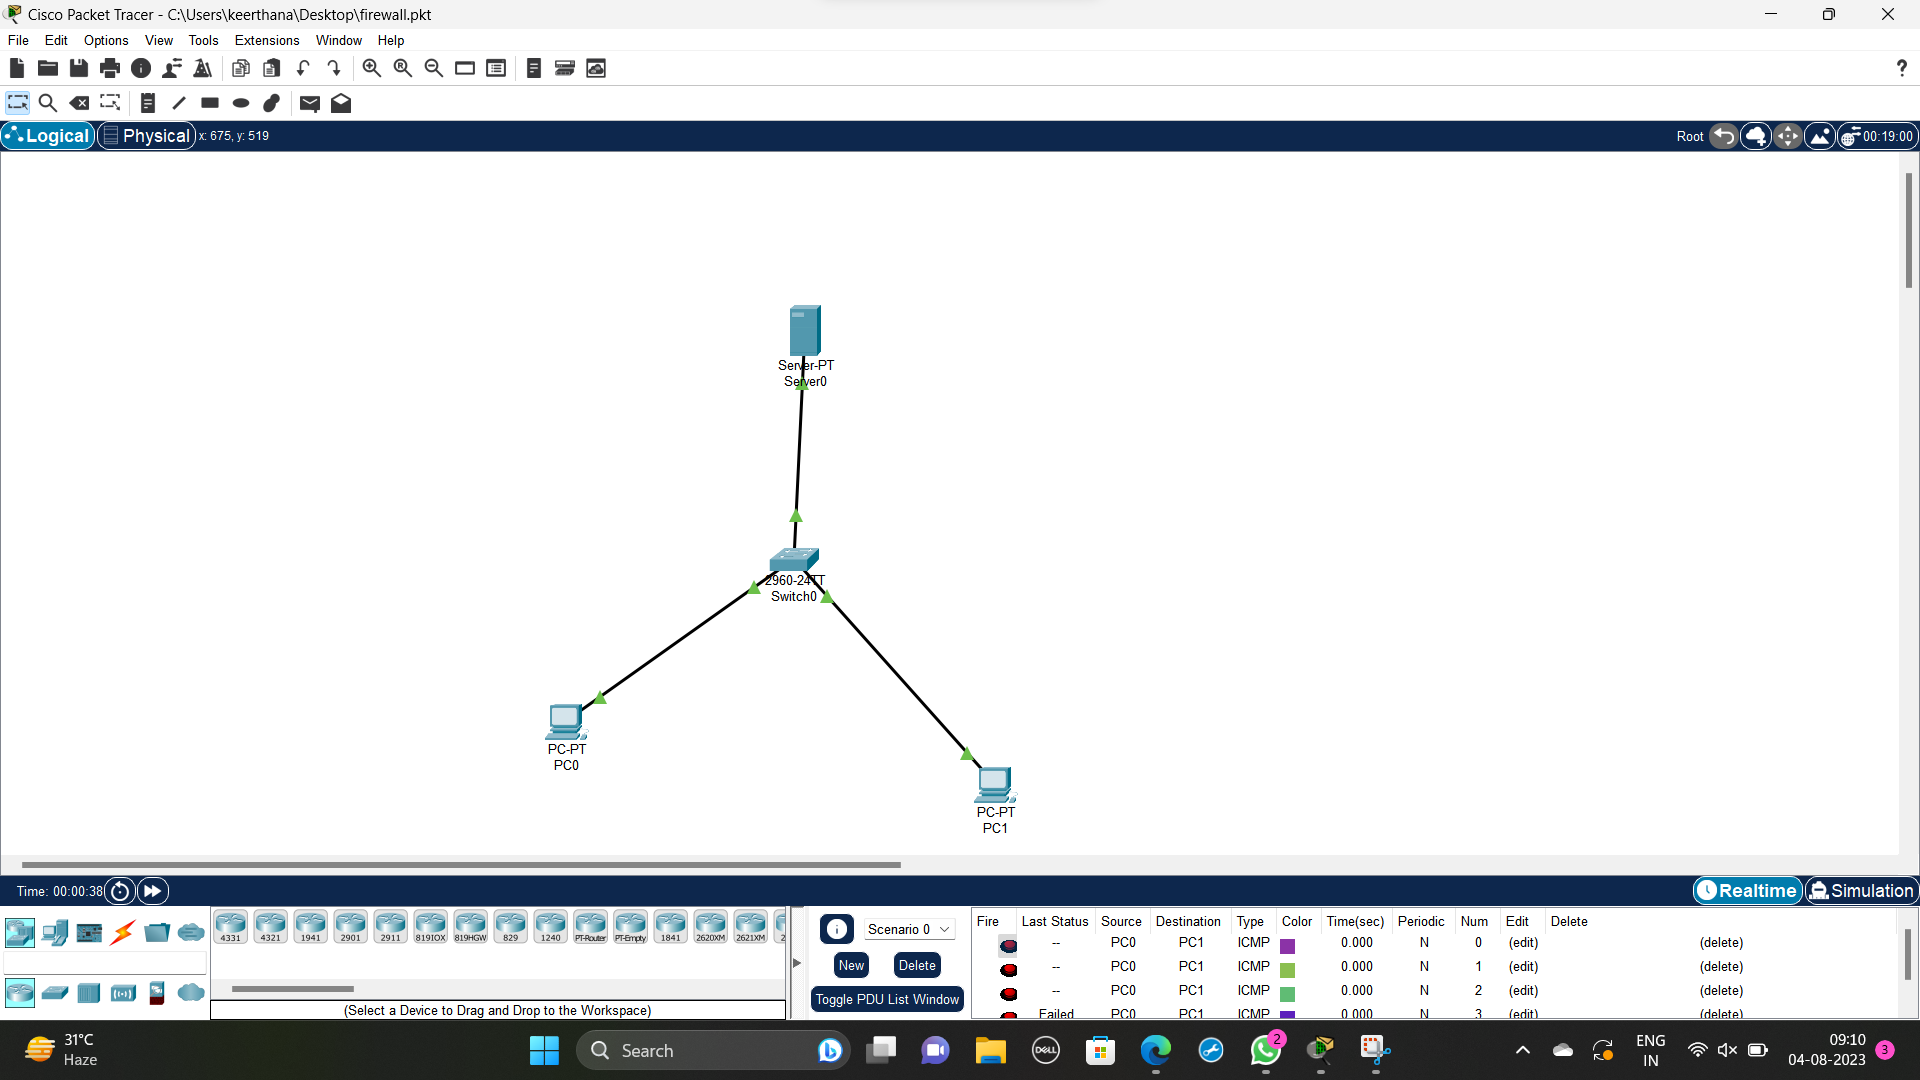 Cisco Packet Tracer - C:\Users\keerthana\Desktop\firewall.pkt
File Edit Options View Tools Extensions Window Help
?
Logical Physical x: 675, y: 519 Root 00:19:00
Server-PT
Server0
2960-24TT
Switch0
PC-PT
PC0
PC-PT
PC1
Time: 00:00:38 Realtime Simulation
4331 4321 1941 2901 2911 819IOX 819HGW 829 1240 PT-Router PT-Empty 1841 2620XM 2621XM 2
(Select a Device to Drag and Drop to the Workspace)
Scenario 0
New Delete
Toggle PDU List Window
Fire Last Status Source Destination Type Color Time(sec) Periodic Num Edit Delete
-- PC0 PC1 ICMP 0.000 N 0 (edit) (delete)
-- PC0 PC1 ICMP 0.000 N 1 (edit) (delete)
-- PC0 PC1 ICMP 0.000 N 2 (edit) (delete)
Failed PC0 PC1 ICMP 0.000 N 3 (edit) (delete)
31°C
Haze
Search
DELL
2
ENG
IN
09:10
04-08-2023
3